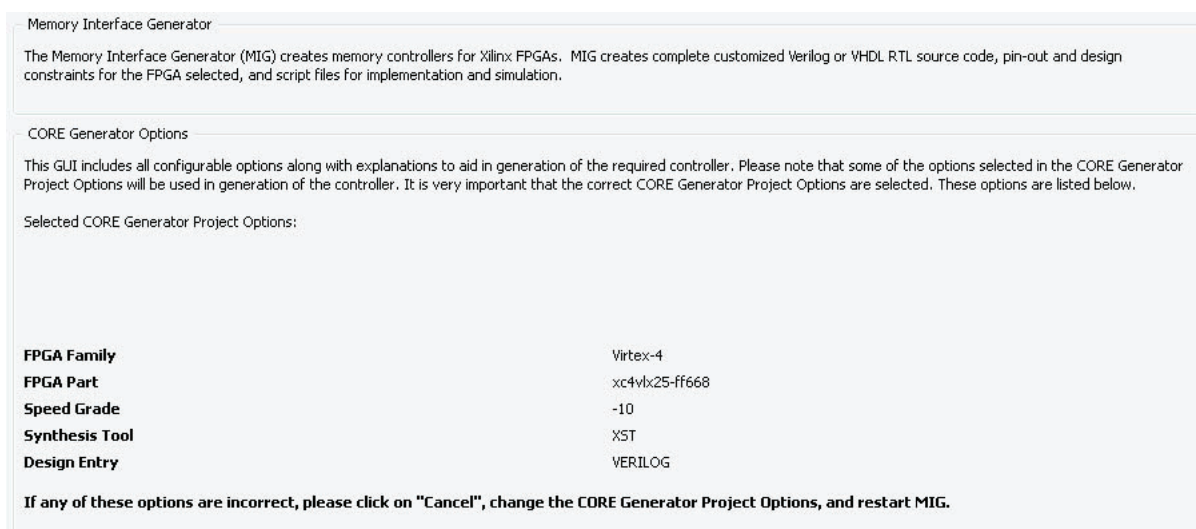 Memory Interface Generator
The Memory Interface Generator (MIG) creates memory controllers for Xilinx FPGAs. MIG creates complete customized Verilog or VHDL RTL source code, pin-out and design
constraints for the FPGA selected, and script files for implementation and simulation.
CORE Generator Options
This GUI includes all configurable options along with explanations to aid in generation of the required controller. Please note that some of the options selected in the CORE Generator
Project Options will be used in generation of the controller. It is very important that the correct CORE Generator Project Options are selected. These options are listed below.
Selected CORE Generator Project Options:
FPGA Family Virtex-4
FPGA Part xc4vlx25-ff668
Speed Grade -10
Synthesis Tool XST
Design Entry VERILOG
If any of these options are incorrect, please click on "Cancel", change the CORE Generator Project Options, and restart MIG.